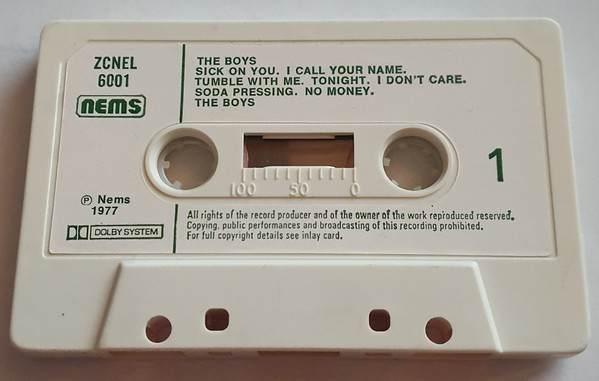 ZCNEL
6001
nems
THE BOYS
SICK ON YOU. I CALL YOUR NAME.
TUMBLE WITH ME. TONIGHT. I DON'T CARE.
SODA PRESSING. NO MONEY.
THE BOYS
100 50 0
1
℗ Nems
1977
DOLBY SYSTEM
All rights of the record producer and of the owner of the work reproduced reserved.
Copying, public performances and broadcasting of this recording prohibited.
For full copyright details see inlay card.